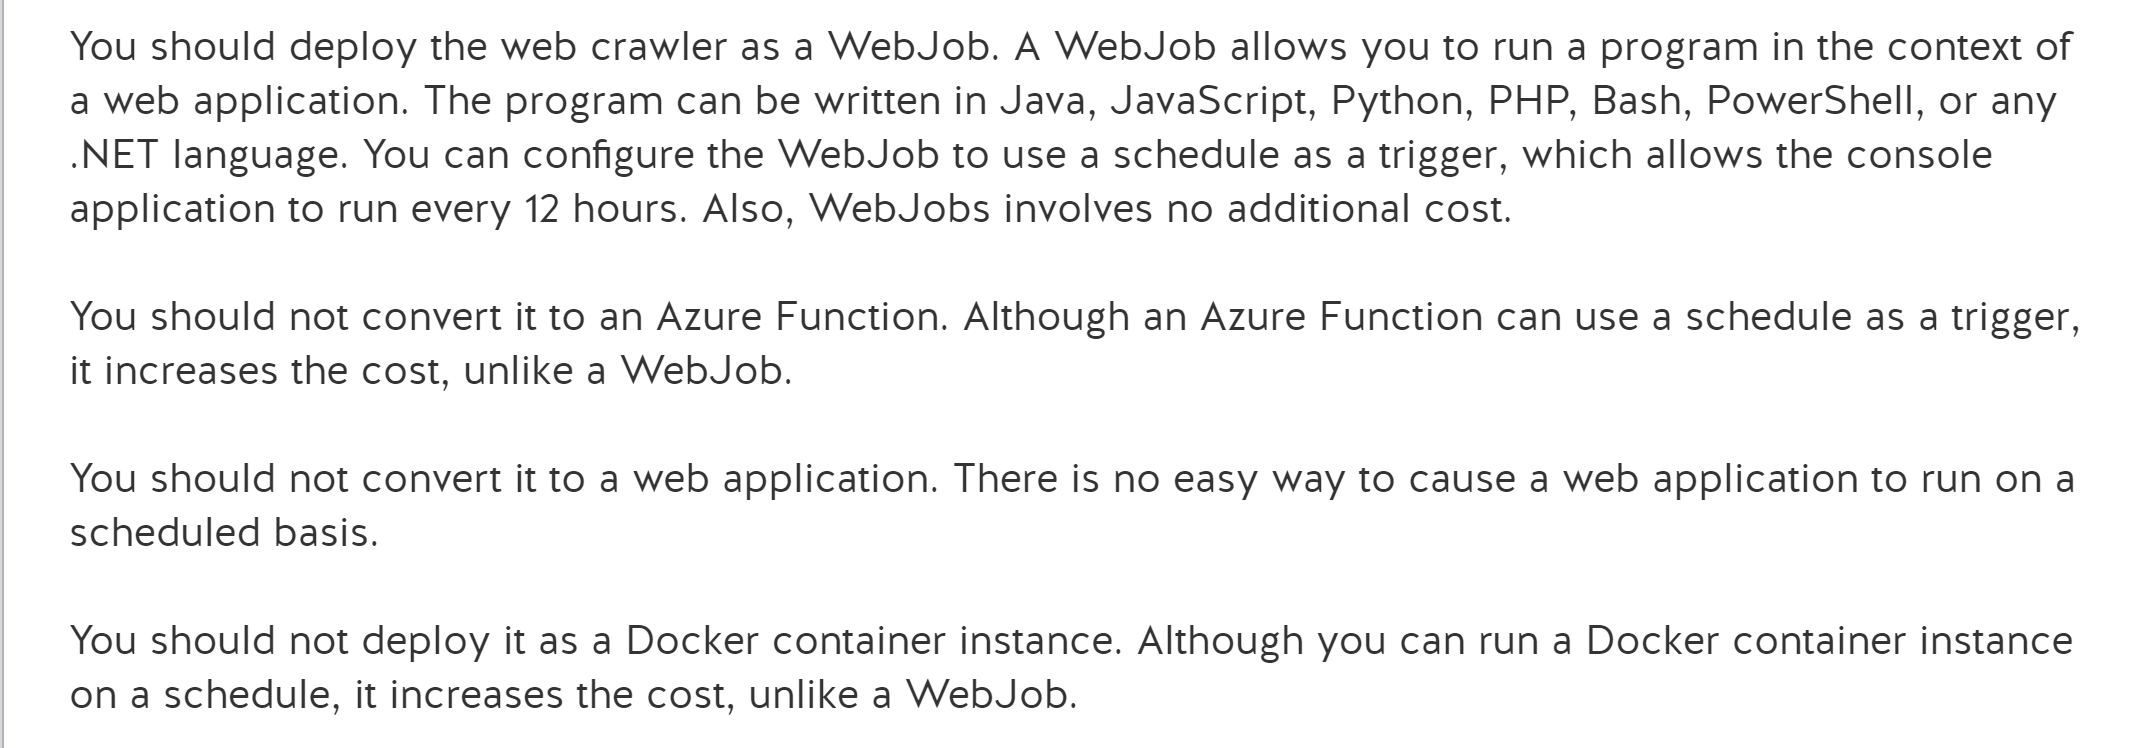 You should deploy the web crawler as a WebJob. A WebJob allows you to run a program in the context of
a web application. The program can be written in Java, JavaScript, Python, PHP, Bash, PowerShell, or any
.NET language. You can configure the WebJob to use a schedule as a trigger, which allows the console
application to run every 12 hours. Also, WebJobs involves no additional cost.
You should not convert it to an Azure Function. Although an Azure Function can use a schedule as a trigger,
it increases the cost, unlike a WebJob.
You should not convert it to a web application. There is no easy way to cause a web application to run on a
scheduled basis.
You should not deploy it as a Docker container instance. Although you can run a Docker container instance
on a schedule, it increases the cost, unlike a WebJob.